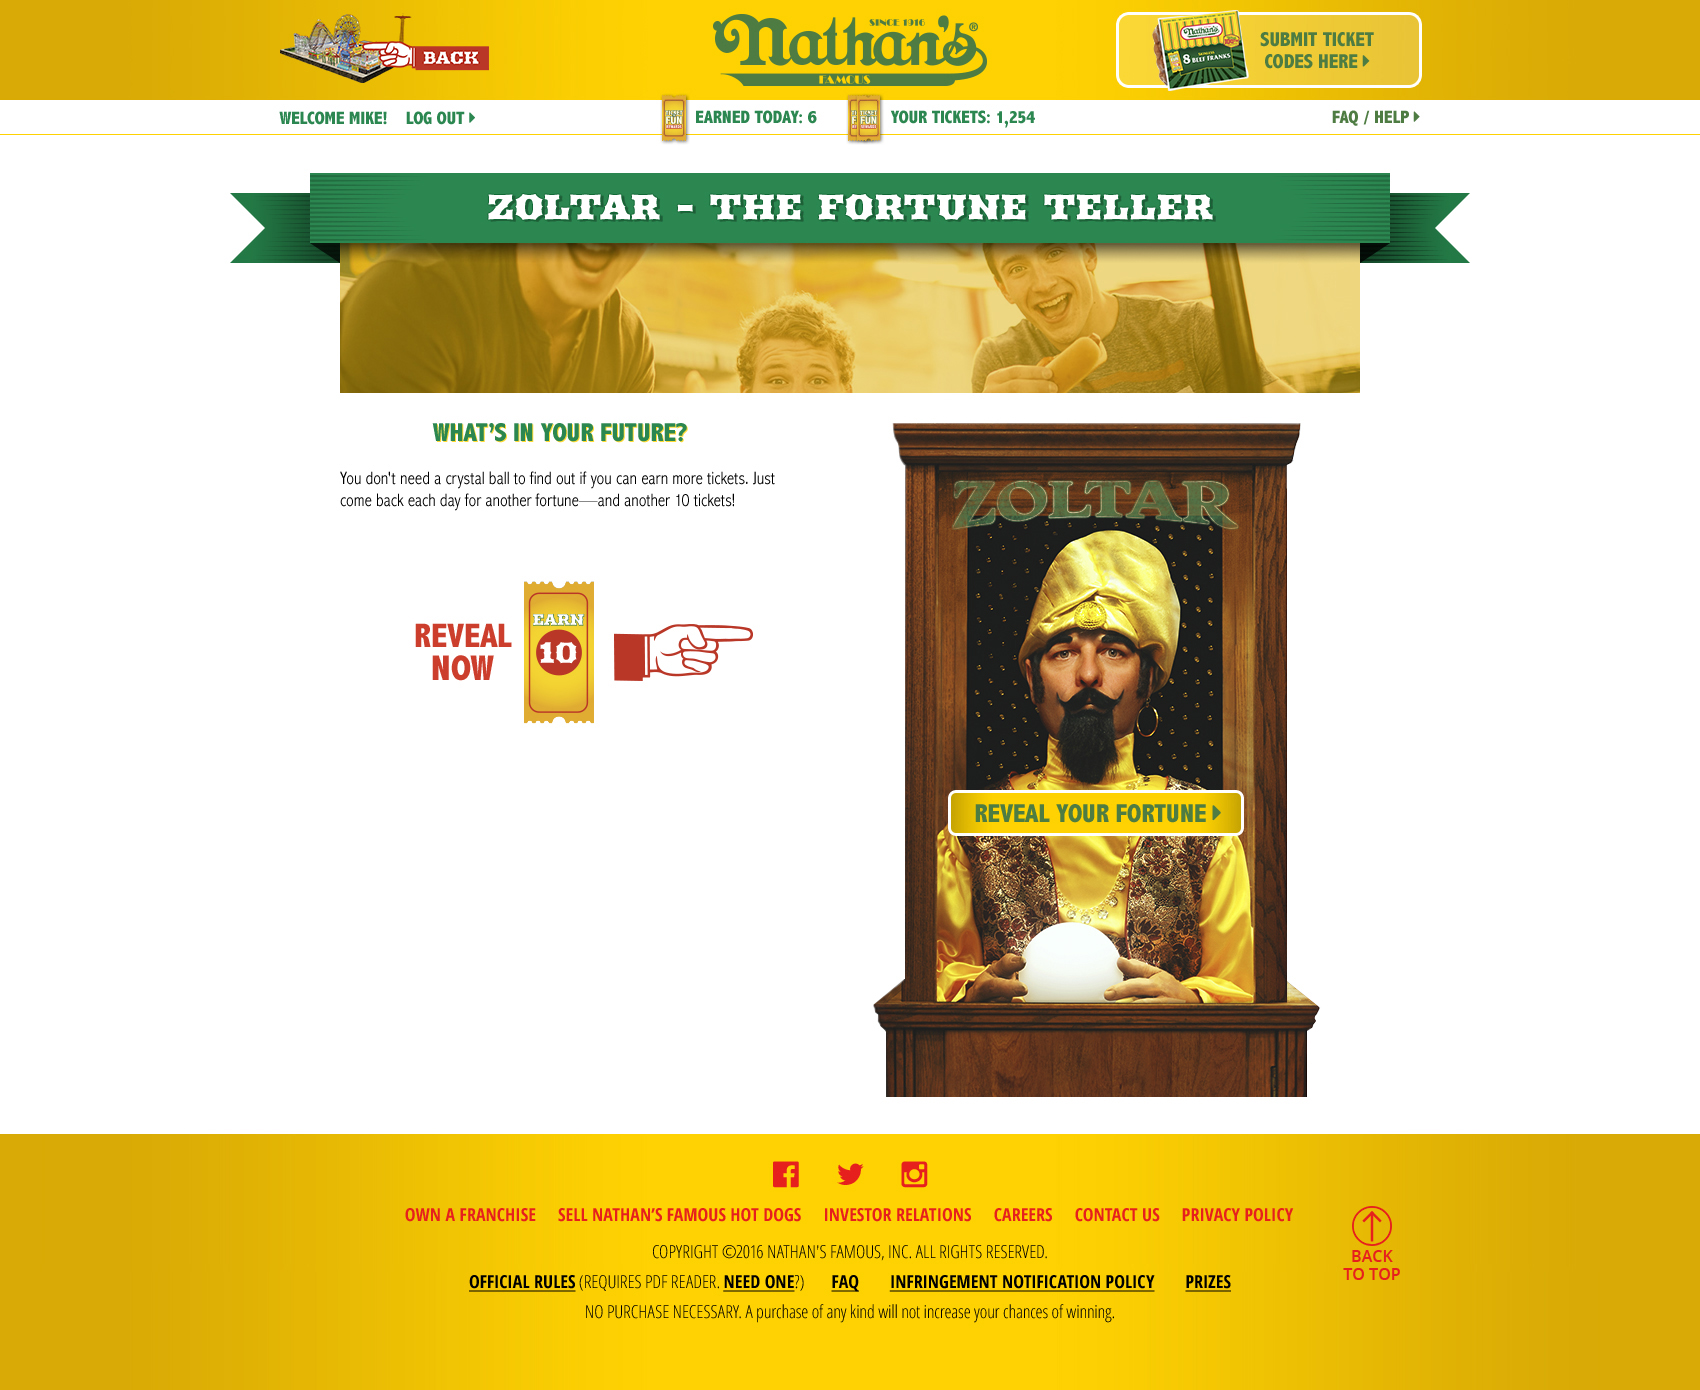 BACK
SINCE 1916
Nathan's®
FAMOUS
Nathan's
8 BEEF FRANKS
SUBMIT TICKET
CODES HERE
WELCOME MIKE!
LOG OUT
FUN
EARNED TODAY: 6
FUN
YOUR TICKETS: 1,254
FAQ / HELP
ZOLTAR - THE FORTUNE TELLER
WHAT'S IN YOUR FUTURE?
You don't need a crystal ball to find out if you can earn more tickets. Just
come back each day for another fortune—and another 10 tickets!
REVEAL
NOW
EARN
10
ZOLTAR
REVEAL YOUR FORTUNE
OWN A FRANCHISE
SELL NATHAN'S FAMOUS HOT DOGS
INVESTOR RELATIONS
CAREERS
CONTACT US
PRIVACY POLICY
COPYRIGHT ©2016 NATHAN'S FAMOUS, INC. ALL RIGHTS RESERVED.
OFFICIAL RULES (REQUIRES PDF READER. NEED ONE?)
FAQ
INFRINGEMENT NOTIFICATION POLICY
PRIZES
NO PURCHASE NECESSARY. A purchase of any kind will not increase your chances of winning.
BACK
TO TOP